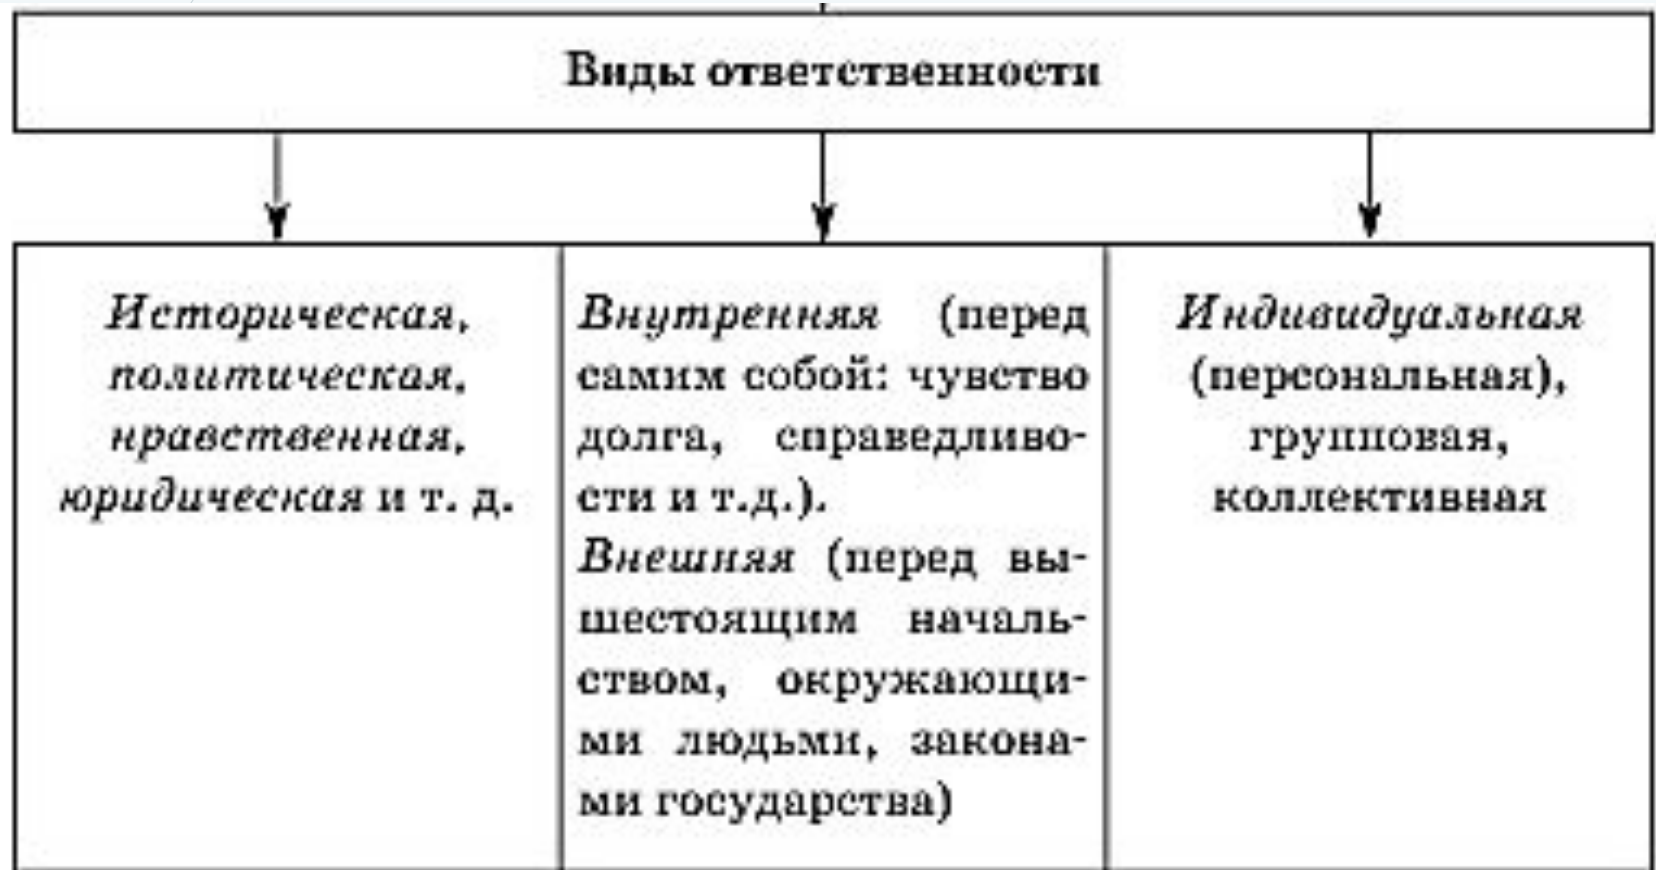 Виды ответственности
Историческая,
политическая,
нравственная,
юридическая и т. д.
Внутренняя (перед
самим собой: чувство
долга, справедливо-
сти и т.д.).
Внешняя (перед вы-
шестоящим началь-
ством, окружающи-
ми людьми, закона-
ми государства)
Индивидуальная
(персональная),
групповая,
коллективная